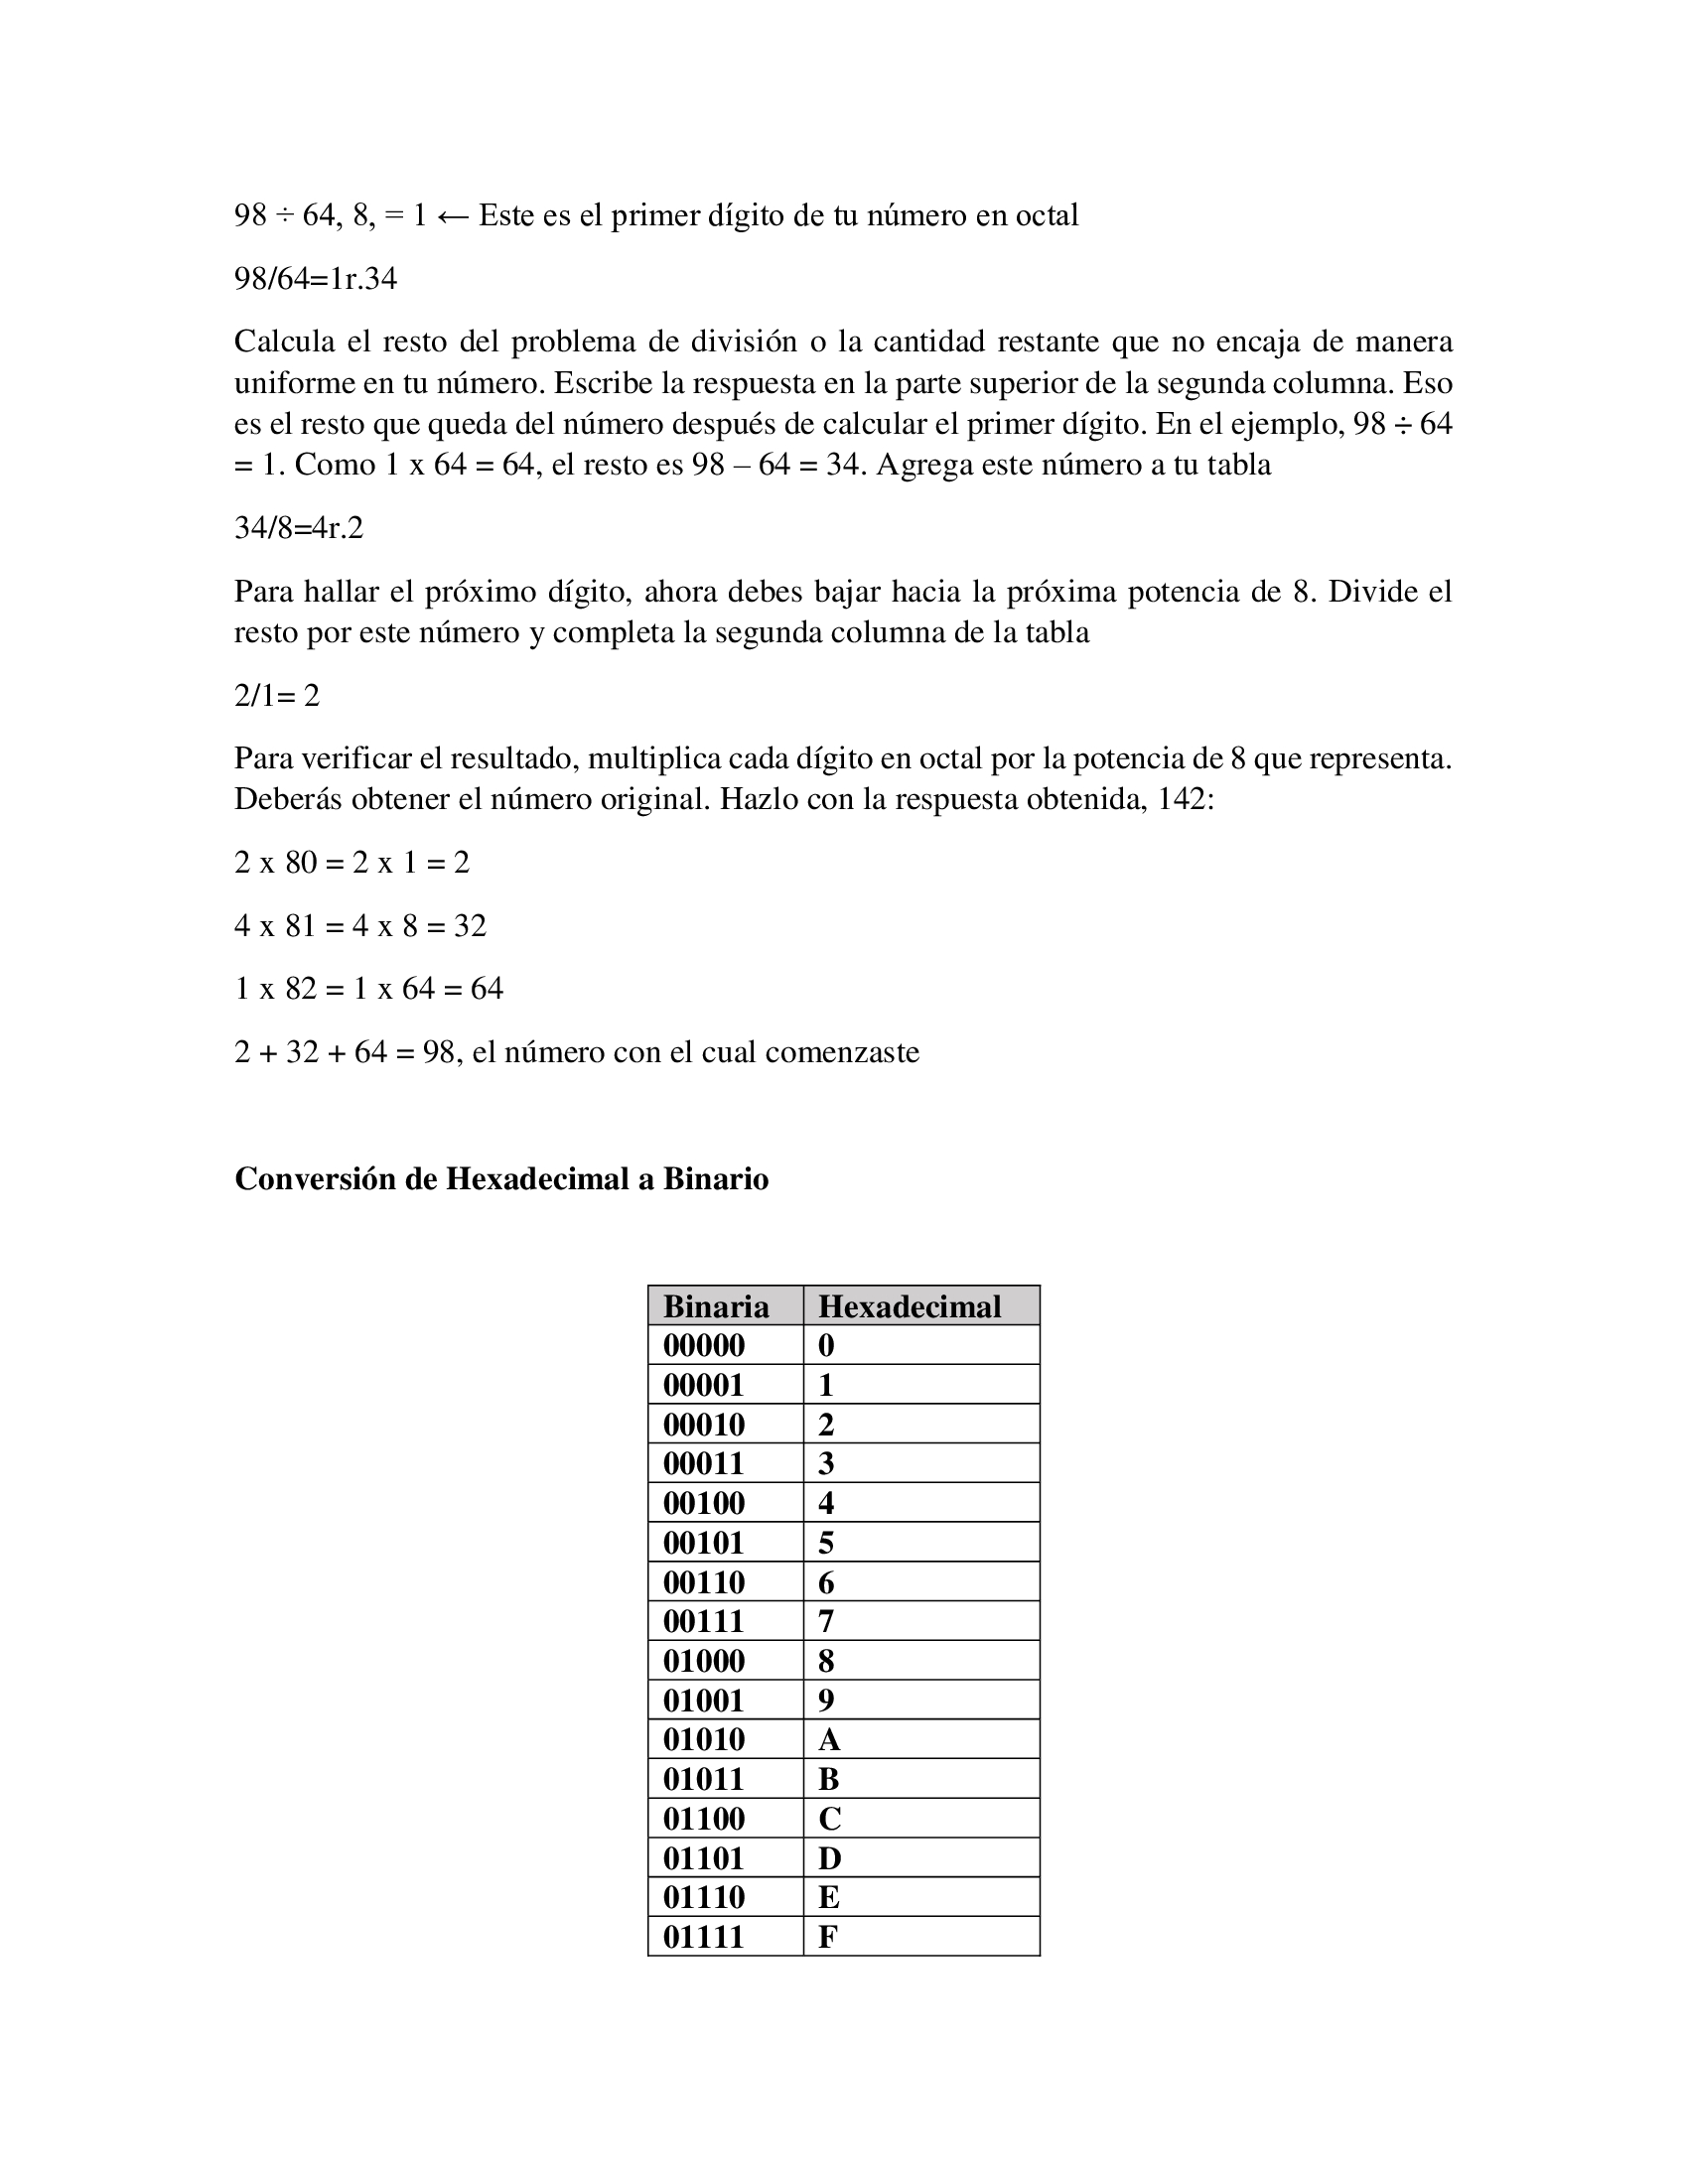 98 ÷ 64, 8, = 1 ← Este es el primer dígito de tu número en octal
98/64=1r.34
Calcula el resto del problema de división o la cantidad restante que no encaja de manera
uniforme en tu número. Escribe la respuesta en la parte superior de la segunda columna. Eso
es el resto que queda del número después de calcular el primer dígito. En el ejemplo, 98 ÷ 64
= 1. Como 1 x 64 = 64, el resto es 98 – 64 = 34. Agrega este número a tu tabla
34/8=4r.2
Para hallar el próximo dígito, ahora debes bajar hacia la próxima potencia de 8. Divide el
resto por este número y completa la segunda columna de la tabla
2/1= 2
Para verificar el resultado, multiplica cada dígito en octal por la potencia de 8 que representa.
Deberás obtener el número original. Hazlo con la respuesta obtenida, 142:
2 x 80 = 2 x 1 = 2
4 x 81 = 4 x 8 = 32
1 x 82 = 1 x 64 = 64
2 + 32 + 64 = 98, el número con el cual comenzaste
Conversión de Hexadecimal a Binario
Binaria Hexadecimal
00000 0
00001 1
00010 2
00011 3
00100 4
00101 5
00110 6
00111 7
01000 8
01001 9
01010 A
01011 B
01100 C
01101 D
01110 E
01111 F